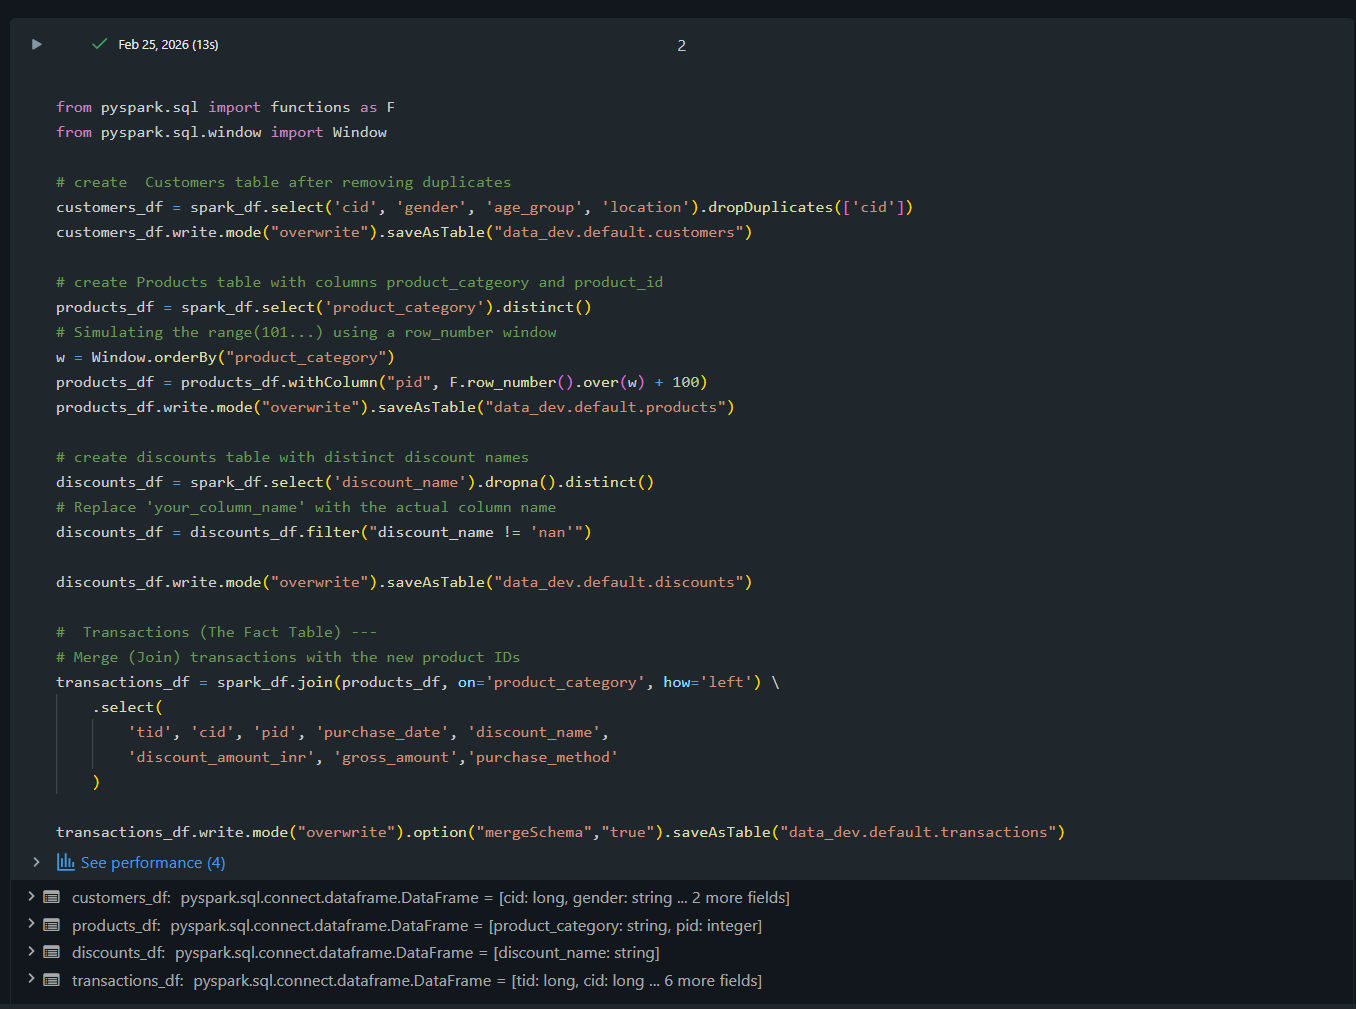 Feb 25, 2026 (13s)
2
from pyspark.sql import functions as F
from pyspark.sql.window import Window
# create  Customers table after removing duplicates
customers_df = spark_df.select('cid', 'gender', 'age_group', 'location').dropDuplicates(['cid'])
customers_df.write.mode("overwrite").saveAsTable("data_dev.default.customers")
# create Products table with columns product_catgeory and product_id
products_df = spark_df.select('product_category').distinct()
# Simulating the range(101...) using a row_number window
w = Window.orderBy("product_category")
products_df = products_df.withColumn("pid", F.row_number().over(w) + 100)
products_df.write.mode("overwrite").saveAsTable("data_dev.default.products")
# create discounts table with distinct discount names
discounts_df = spark_df.select('discount_name').dropna().distinct()
# Replace 'your_column_name' with the actual column name
discounts_df = discounts_df.filter("discount_name != 'nan'")
discounts_df.write.mode("overwrite").saveAsTable("data_dev.default.discounts")
#  Transactions (The Fact Table) ---
# Merge (Join) transactions with the new product IDs
transactions_df = spark_df.join(products_df, on='product_category', how='left') \
    .select(
        'tid', 'cid', 'pid', 'purchase_date', 'discount_name',
        'discount_amount_inr', 'gross_amount','purchase_method'
    )
transactions_df.write.mode("overwrite").option("mergeSchema","true").saveAsTable("data_dev.default.transactions")
See performance (4)
customers_df: pyspark.sql.connect.dataframe.DataFrame = [cid: long, gender: string ... 2 more fields]
products_df: pyspark.sql.connect.dataframe.DataFrame = [product_category: string, pid: integer]
discounts_df: pyspark.sql.connect.dataframe.DataFrame = [discount_name: string]
transactions_df: pyspark.sql.connect.dataframe.DataFrame = [tid: long, cid: long ... 6 more fields]